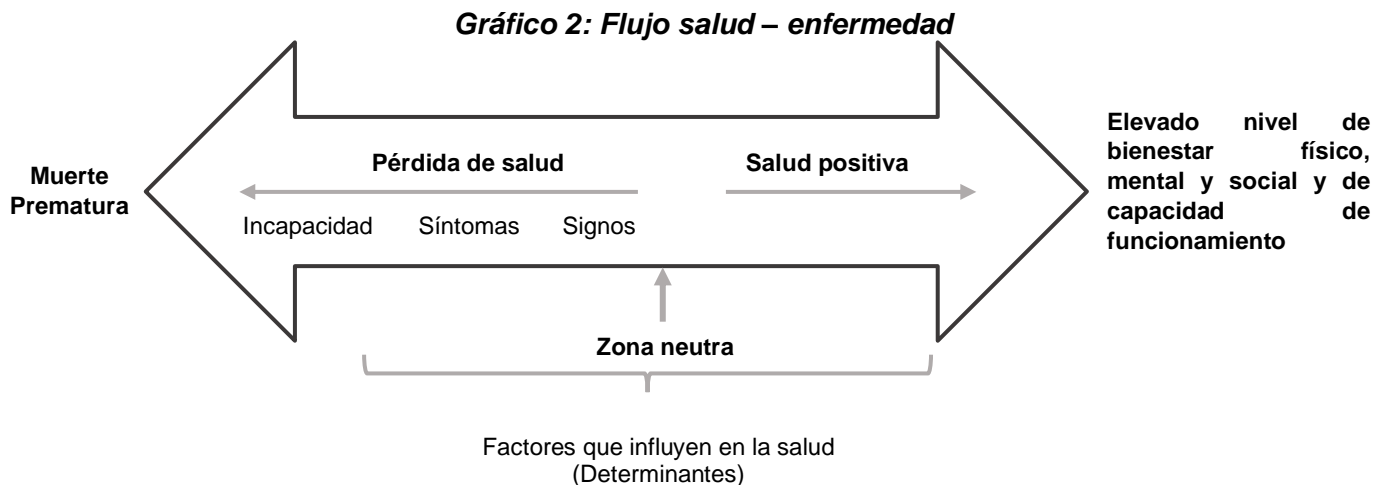 Gráfico 2: Flujo salud – enfermedad
Muerte
Prematura
Pérdida de salud
Salud positiva
Incapacidad Síntomas Signos
Elevado nivel de
bienestar físico,
mental y social y de
capacidad de
funcionamiento
Zona neutra
Factores que influyen en la salud
(Determinantes)